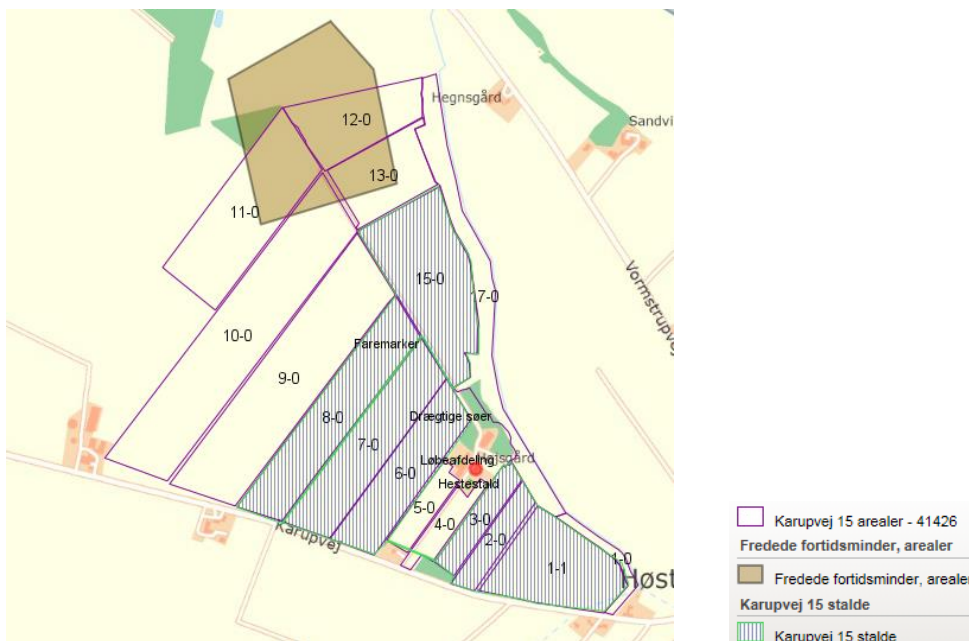 Hegnsgård
12-0
Sandvi
13-0
11-0
Vormstrupvej
15-0
7-0
10-0
Faremarker
9-0
Drægtige søer
8-0
7-0
Løbeafdeling
Højsgård
6-0
Hestestald
5-0
4-0
3-0
Karupvej
2-0
1-0
1-1
Høst
Karupvej 15 arealer - 41426
Fredede fortidsminder, arealer
Fredede fortidsminder, arealer
Karupvej 15 stalde
Karupvej 15 stalde